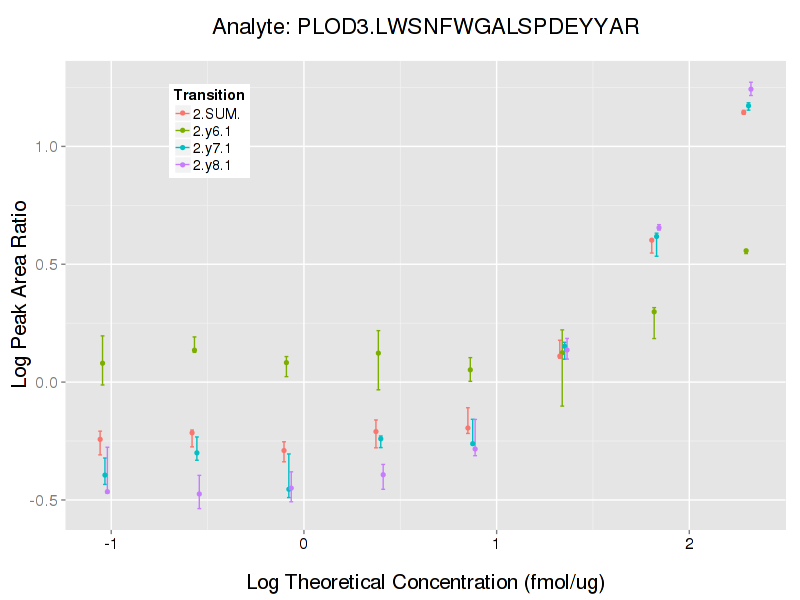 Analyte: PLOD3.LWSNFWGALSPDEYYAR
Transition
2.SUM.
2.y6.1
2.y7.1
2.y8.1
Log Peak Area Ratio
1.0
0.5
0.0
-0.5
-1 0 1 2
Log Theoretical Concentration (fmol/ug)